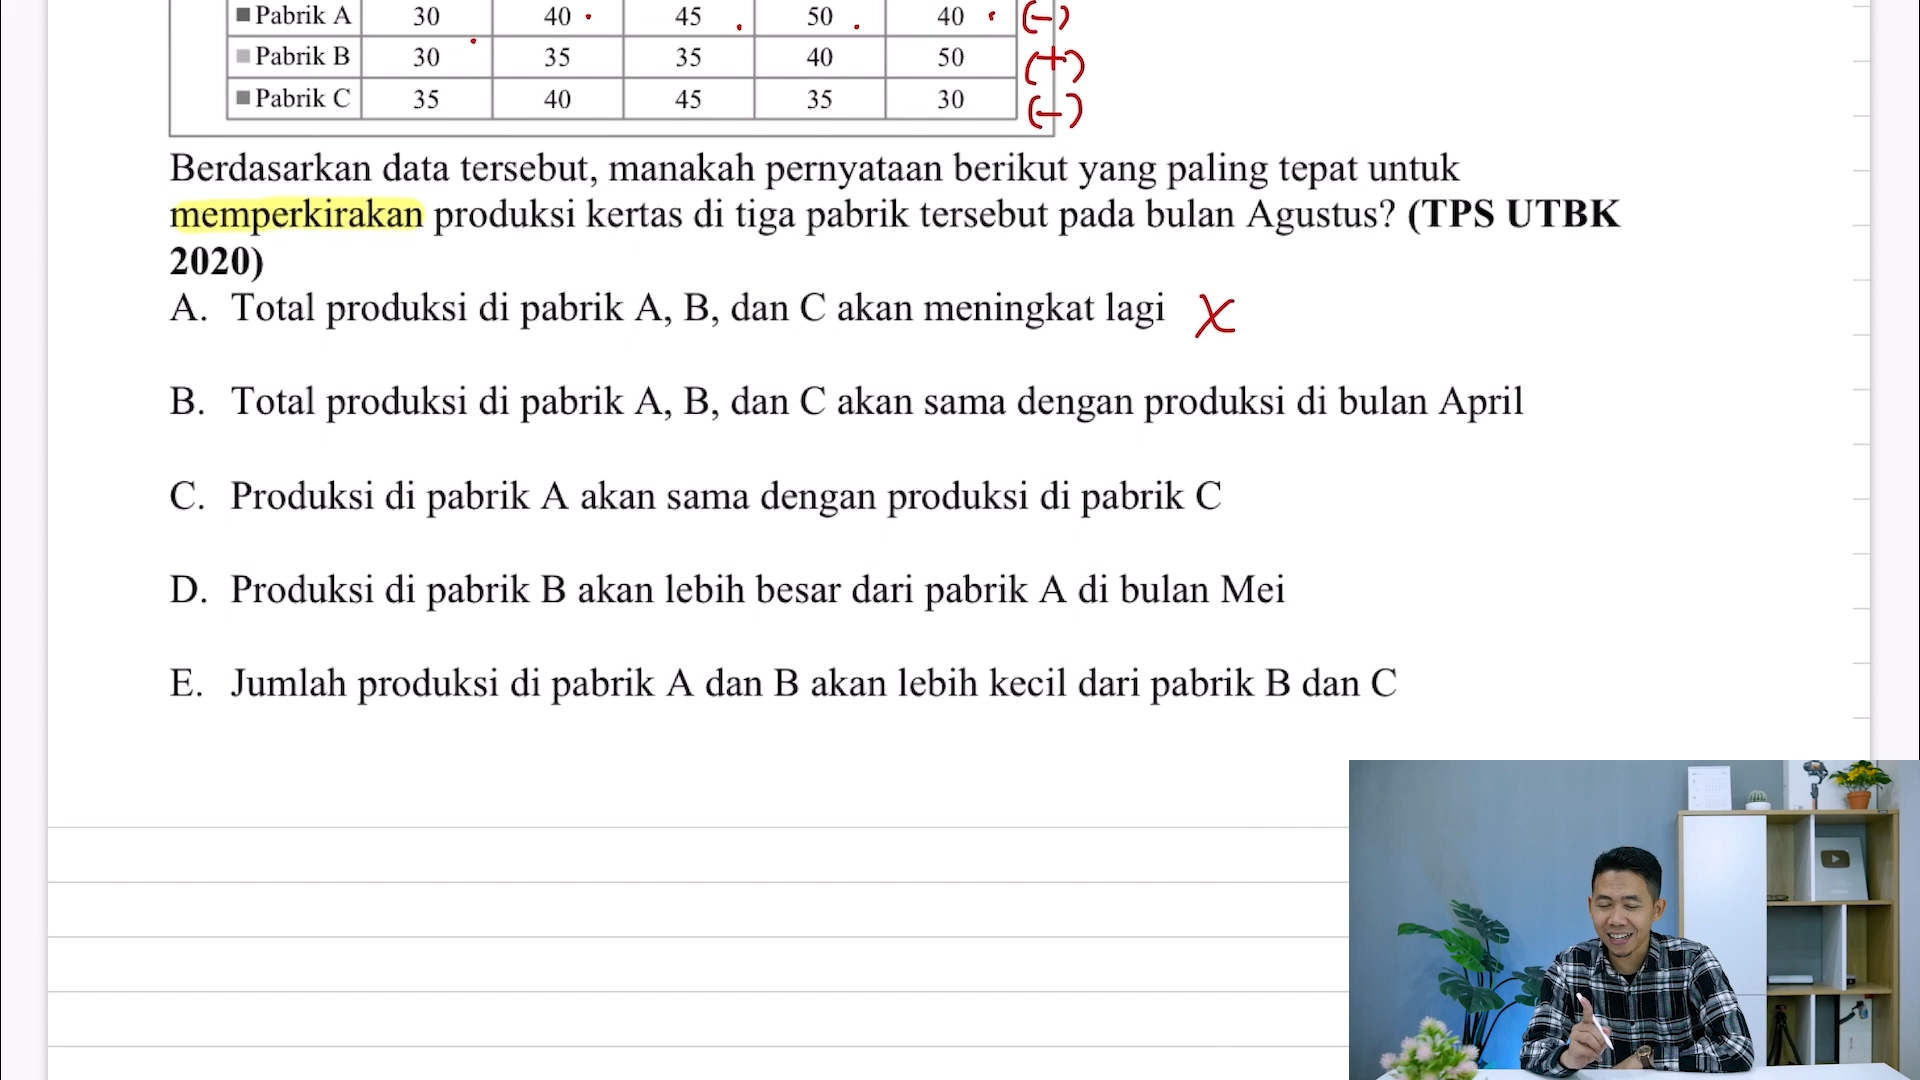 Pabrik A 30 40 45 50 40 (-)
Pabrik B 30 35 35 40 50 (+)
Pabrik C 35 40 45 35 30 (-)
Berdasarkan data tersebut, manakah pernyataan berikut yang paling tepat untuk
memperkirakan produksi kertas di tiga pabrik tersebut pada bulan Agustus? (TPS UTBK
2020)
A. Total produksi di pabrik A, B, dan C akan meningkat lagi X
B. Total produksi di pabrik A, B, dan C akan sama dengan produksi di bulan April
C. Produksi di pabrik A akan sama dengan produksi di pabrik C
D. Produksi di pabrik B akan lebih besar dari pabrik A di bulan Mei
E. Jumlah produksi di pabrik A dan B akan lebih kecil dari pabrik B dan C